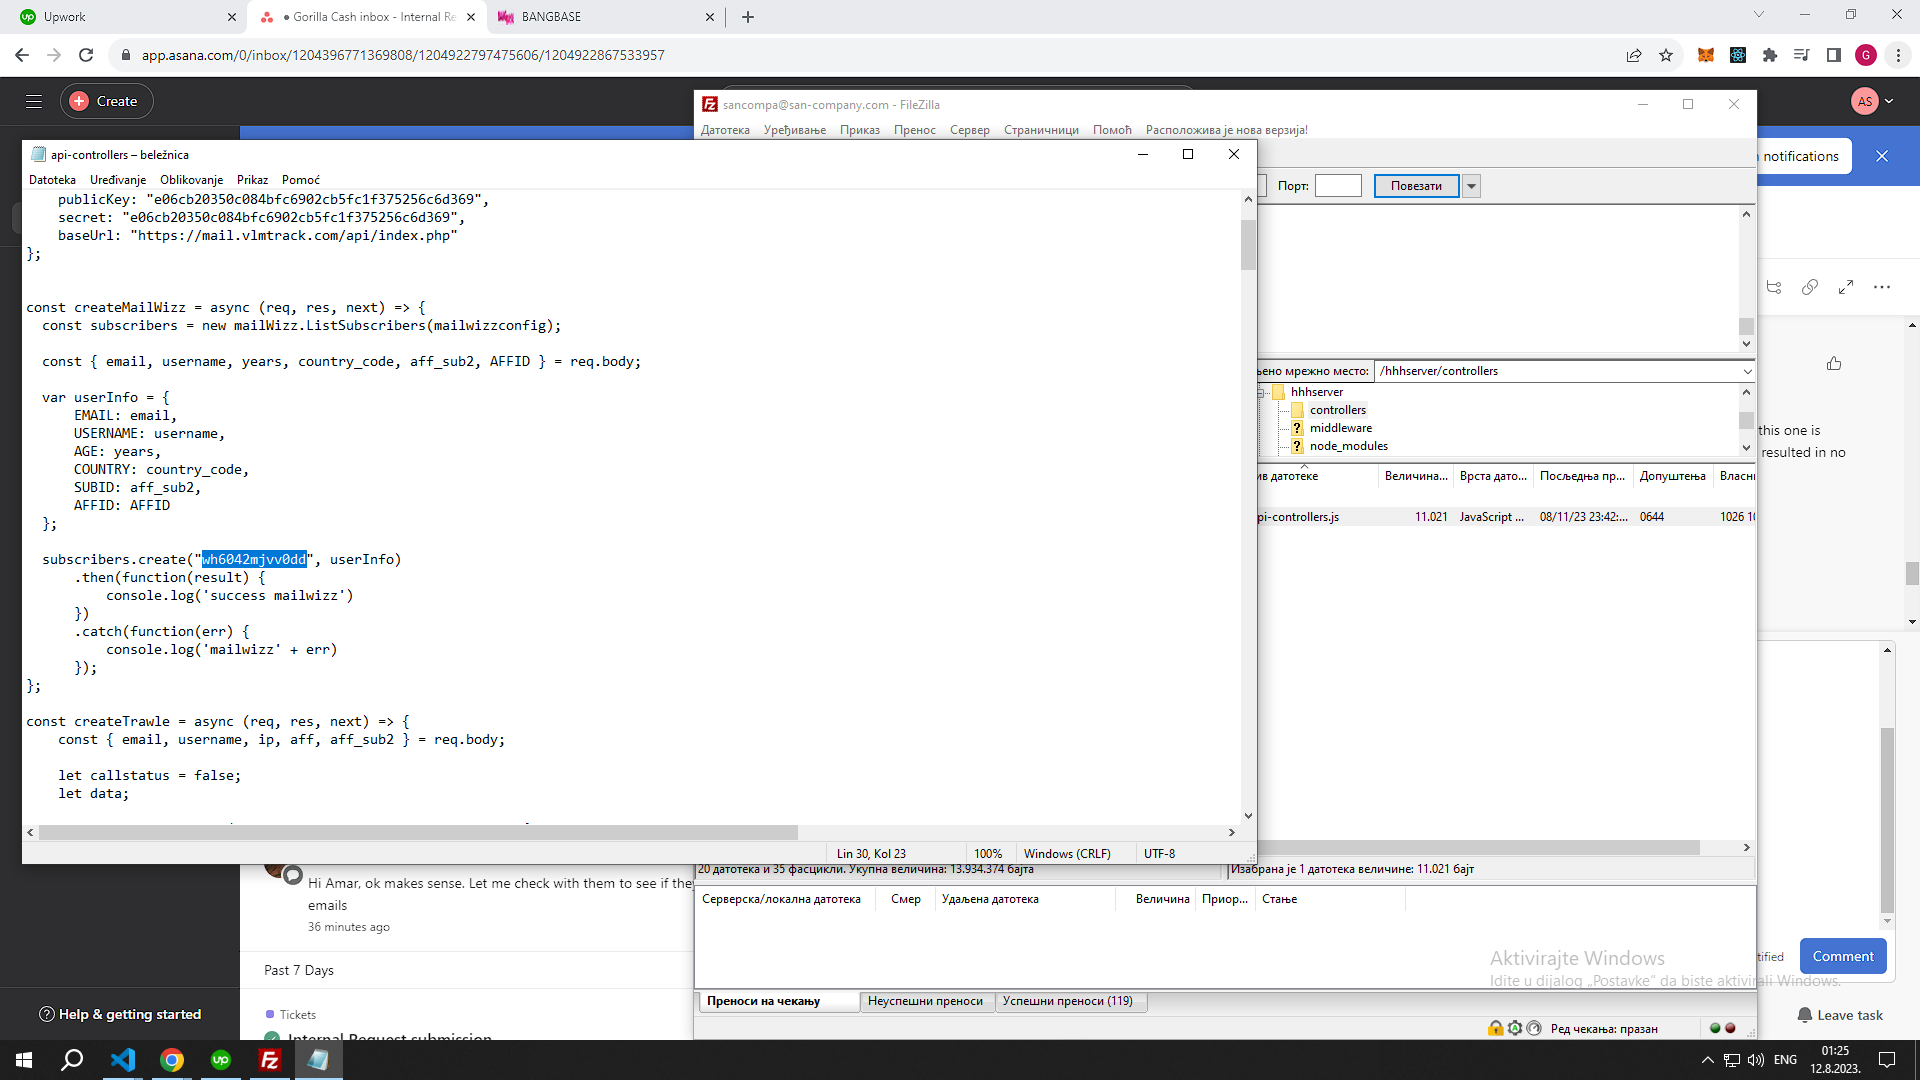 Upwork
• Gorilla Cash inbox - Internal Re
BANGBASE
app.asana.com/0/inbox/1204396771369808/1204922797475606/1204922867533957
G
Create
AS
notifications
sancompa@san-company.com - FileZilla
Датотека Уређивање Приказ Пренос Сервер Страничници Помоћ Расположива је нова верзија!
Порт:
Повезати
api-controllers – beležnica
Datoteka Uređivanje Oblikovanje Prikaz Pomoć
publicKey: "e06cb20350c084bfc6902cb5fc1f375256c6d369",
secret: "e06cb20350c084bfc6902cb5fc1f375256c6d369",
baseUrl: "https://mail.vlmtrack.com/api/index.php"
};
const createMailWizz = async (req, res, next) => {
const subscribers = new mailWizz.ListSubscribers(mailwizzconfig);
const { email, username, years, country_code, aff_sub2, AFFID } = req.body;
var userInfo = {
EMAIL: email,
USERNAME: username,
AGE: years,
COUNTRY: country_code,
SUBID: aff_sub2,
AFFID: AFFID
};
subscribers.create("wh6042mjvv0dd", userInfo)
.then(function(result) {
console.log('success mailwizz')
})
.catch(function(err) {
console.log('mailwizz' + err)
});
};
const createTrawle = async (req, res, next) => {
const { email, username, ip, aff, aff_sub2 } = req.body;
let callstatus = false;
let data;
Lin 30, Kol 23
100%
Windows (CRLF)
UTF-8
ьено мрежно место:
/hhhserver/controllers
hhhserver
controllers
middleware
node_modules
ив датотеке
Величина...
Врста дато...
Посљедња пр...
Допуштења
Власни
pi-controllers.js
11.021
JavaScript ...
08/11/23 23:42:...
0644
1026 10
this one is
resulted in no
20 датотека и 35 фасцикли. Укупна величина: 13.934.374 бајта
Изабрана је 1 датотека величине: 11.021 бајт
Серверска/локална датотека
Смер
Удаљена датотека
Величина
Приор...
Стање
Hi Amar, ok makes sense. Let me check with them to see if they
emails
36 minutes ago
Past 7 Days
Tickets
Internal Request submission
Help & getting started
Преноси на чекању
Неуспешни преноси
Успешни преноси (119)
Ред чекања: празан
tified
Comment
Leave task
Aktivirajte Windows
Idite u dijalog „Postavke" da biste aktivirali Windows.
up
ENG
01:25
12.8.2023.